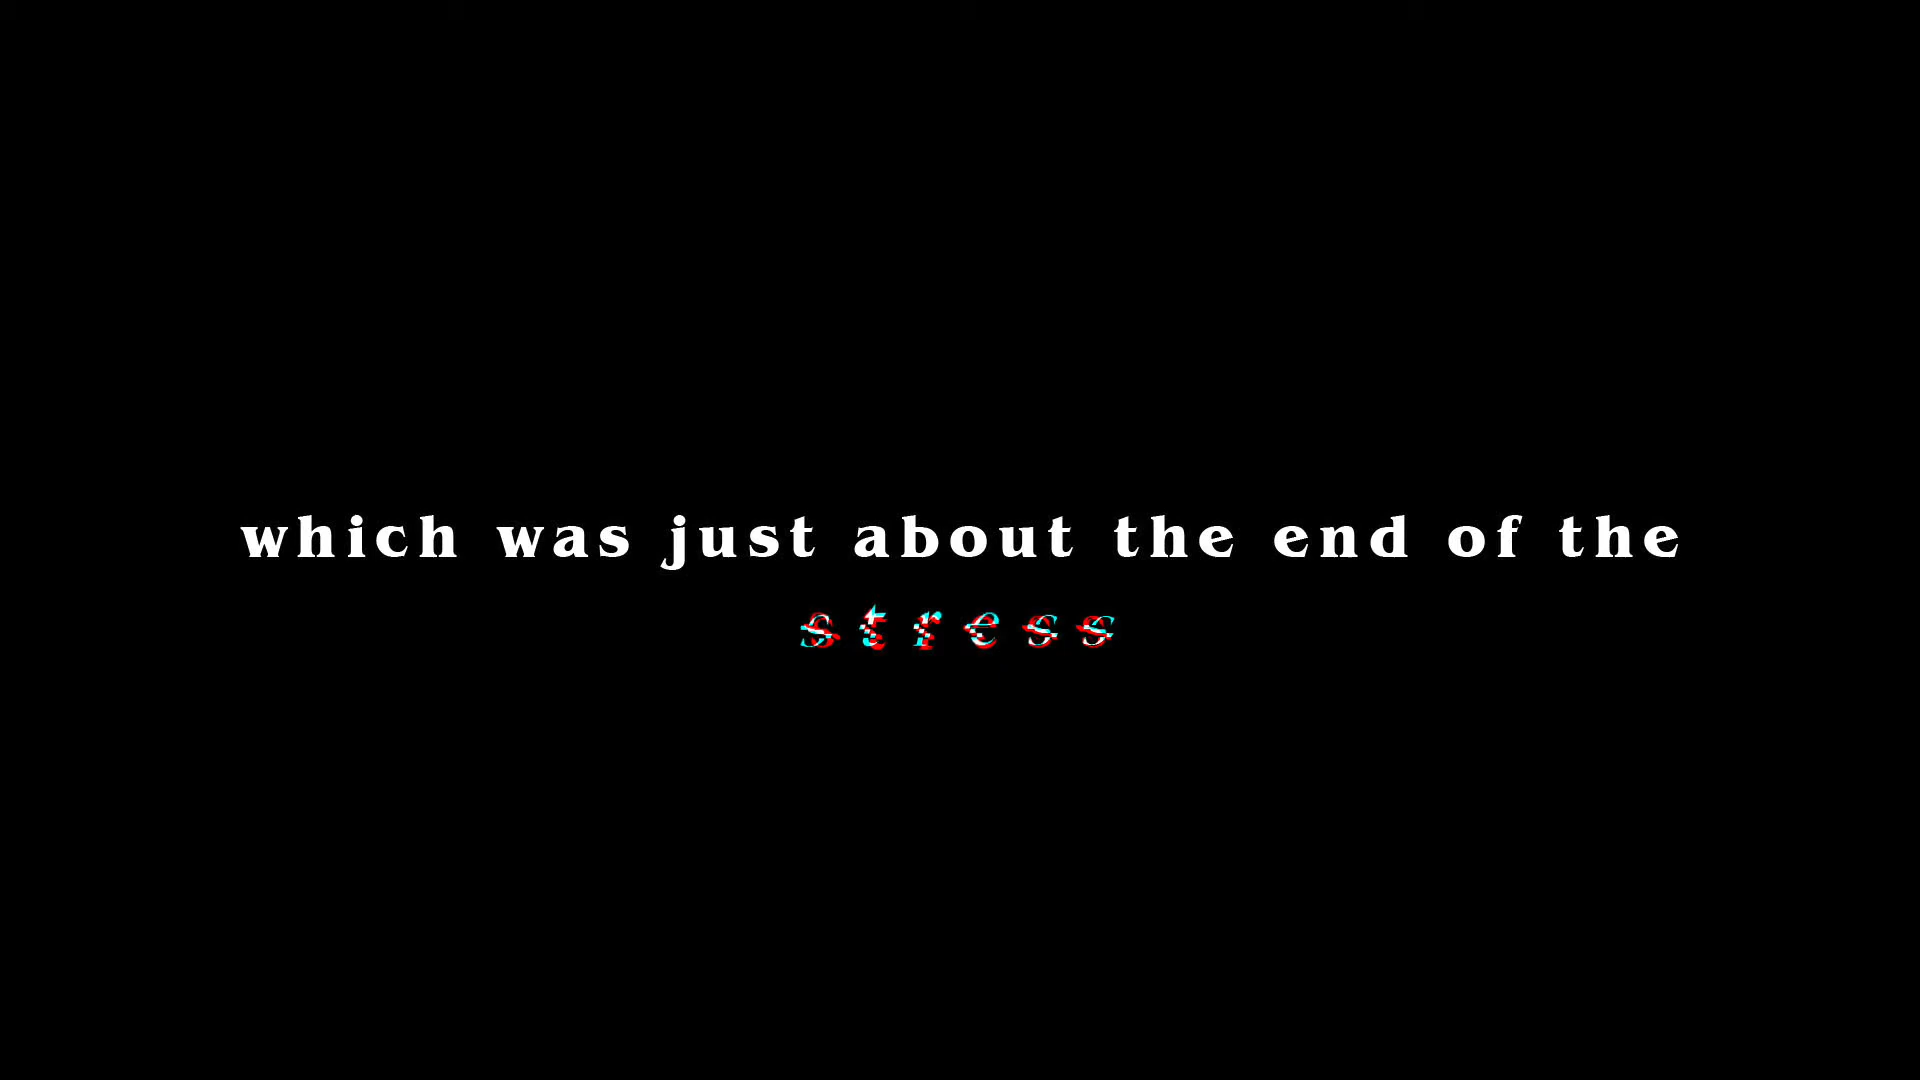 which was just about the end of the
stress